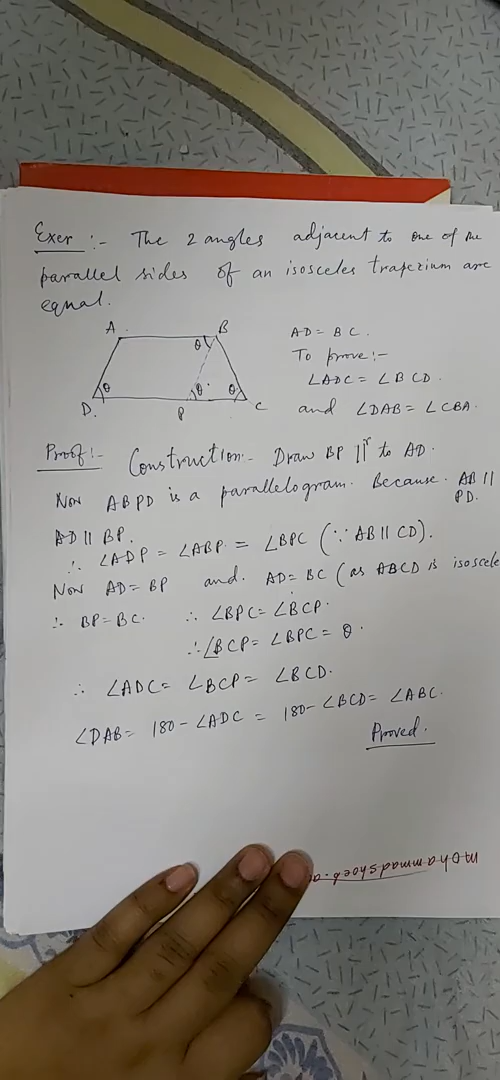 Exer :- The 2 angles adjacent to one of the
parallel sides of an isosceles trapezium are
equal.
A B
θ
θ θ θ
D. P C
AD = BC.
To prove:-
∠ADC = ∠BCD.
and ∠DAB = ∠CBA.
Proof:- Construction.- Draw BP ||r to AD.
Now ABPD is a parallelogram. Because. AB ||
PD.
AD || BP.
∴ ∠ADP = ∠ABP. = ∠BPC (∵ AB || CD).
Now AD = BP and. AD = BC (as ABCD is isoscele
∴ BP = BC. ∴ ∠BPC = ∠BCP.
∴ ∠BCP = ∠BPC = θ.
∴ ∠ADC = ∠BCP = ∠BCD.
∠DAB = 180 - ∠ADC = 180 - ∠BCD = ∠ABC.
Proved.
mohammadshoeb.a